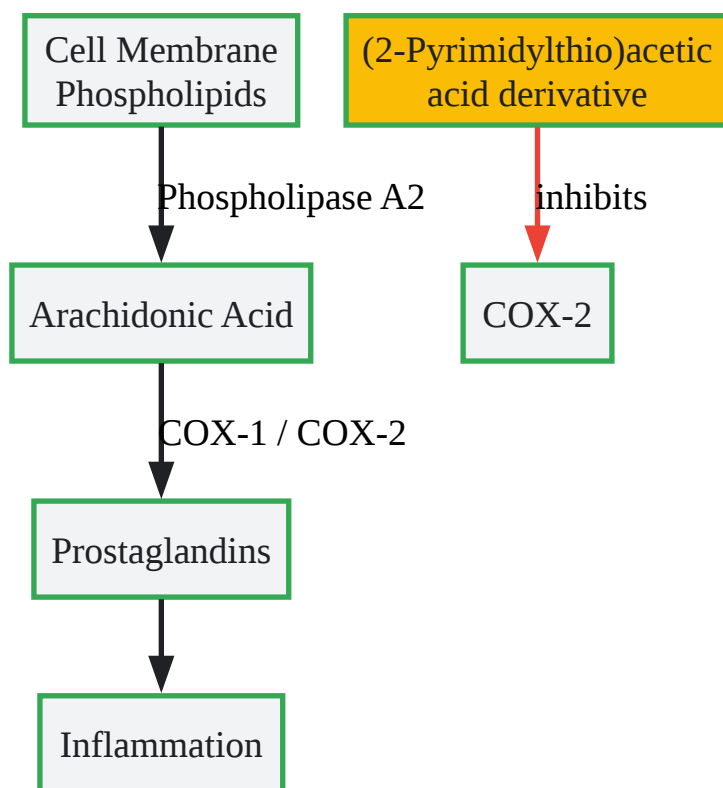 Cell Membrane
Phospholipids
(2-Pyrimidylthio)acetic
acid derivative
Phospholipase A2
inhibits
Arachidonic Acid
COX-2
COX-1 / COX-2
Prostaglandins
Inflammation